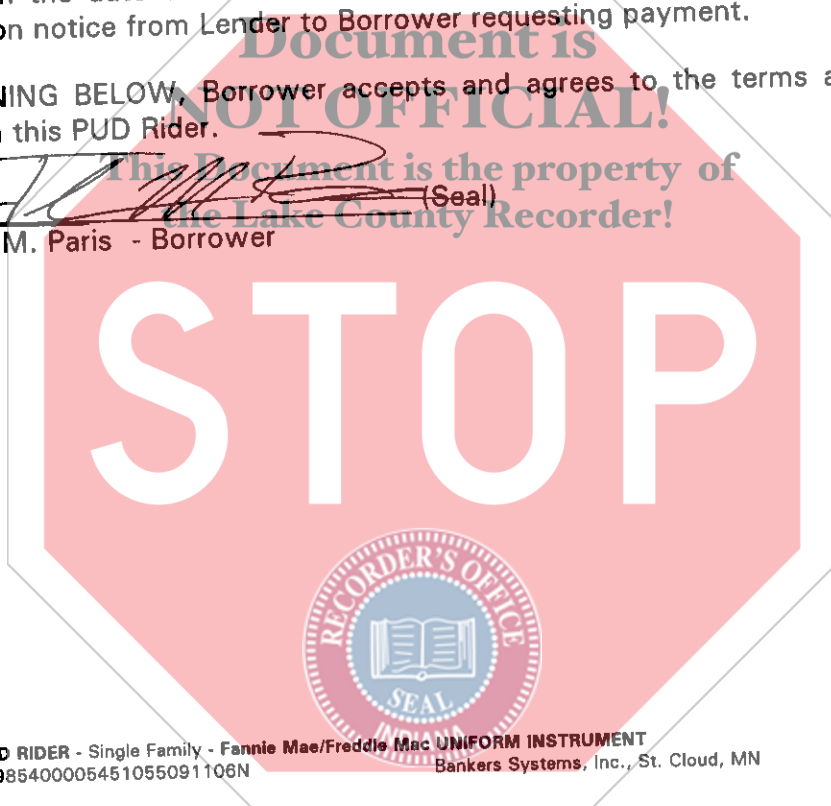 on notice from Lender to Borrower requesting payment.
Document is
NING BELOW, Borrower accepts and agrees to the terms a
NOT OFFICIAL!
this PUD Rider.
This Document is the property of
(Seal)
the Lake County Recorder!
M. Paris - Borrower
STOP
RECORDER'S OFFICE
SEAL
INDIANA
D RIDER - Single Family - Fannie Mae/Freddie Mac UNIFORM INSTRUMENT
985400005451055091106N Bankers Systems, Inc., St. Cloud, MN